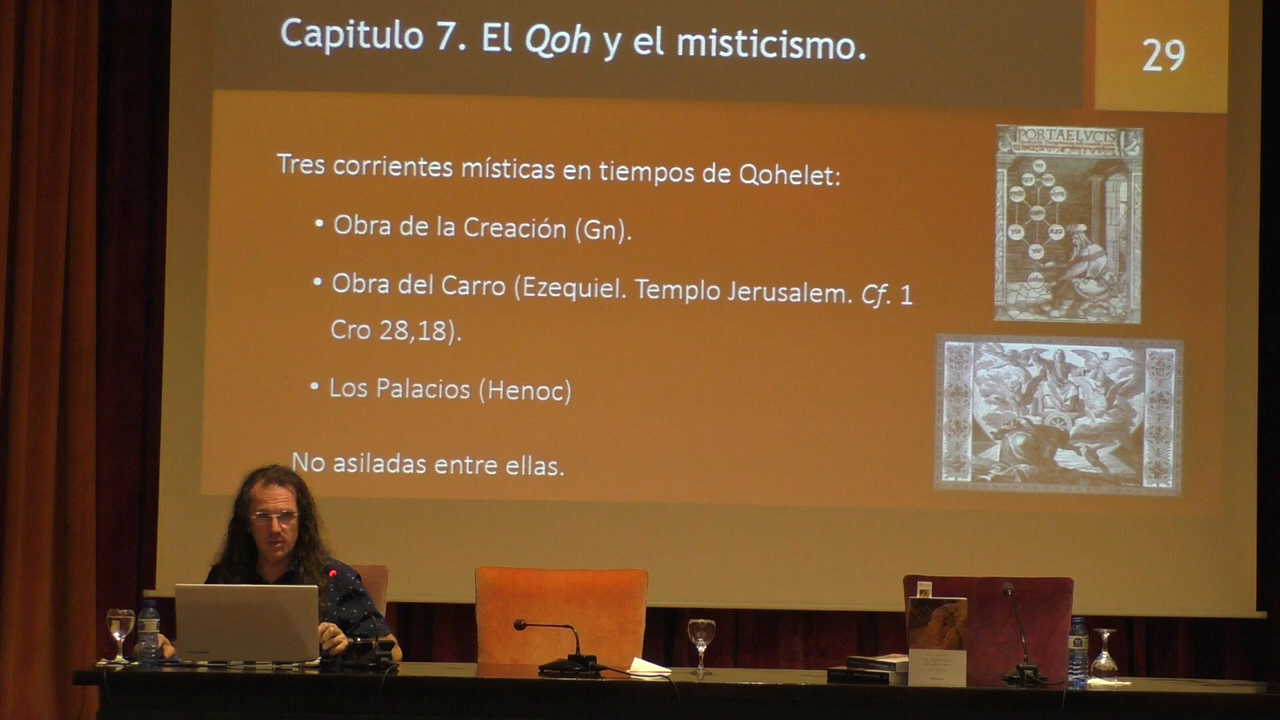 Capitulo 7. El Qoh y el misticismo.
29
Tres corrientes místicas en tiempos de Qohelet:
• Obra de la Creación (Gn).
• Obra del Carro (Ezequiel. Templo Jerusalem. Cf. 1
Cro 28,18).
• Los Palacios (Henoc)
No asiladas entre ellas.
PORTAE LVCIS